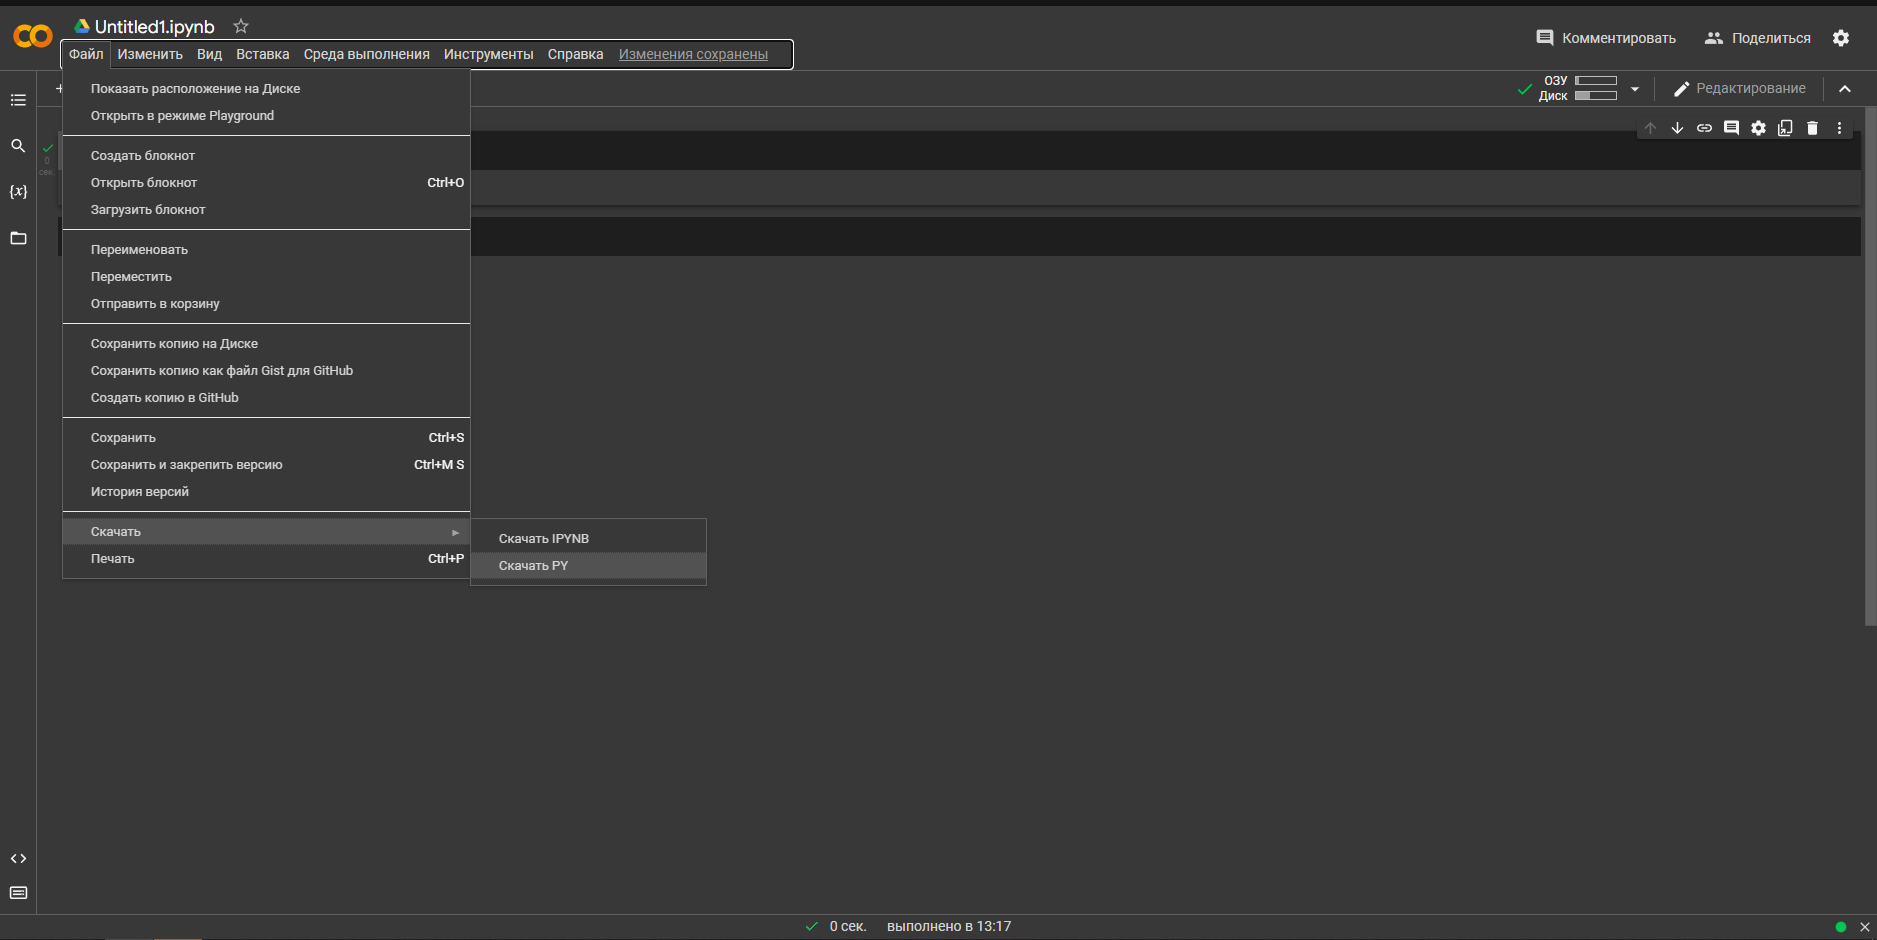 Untitled1.ipynb
Файл Изменить Вид Вставка Среда выполнения Инструменты Справка Изменения сохранены
Комментировать Поделиться
ОЗУ
Диск
Редактирование
Показать расположение на Диске
Открыть в режиме Playground
0
сек.
Создать блокнот
Открыть блокнот Ctrl+O
Загрузить блокнот
{x}
Переименовать
Переместить
Отправить в корзину
Сохранить копию на Диске
Сохранить копию как файл Gist для GitHub
Создать копию в GitHub
Сохранить Ctrl+S
Сохранить и закрепить версию Ctrl+M S
История версий
Скачать
Скачать IPYNB
Печать Ctrl+P
Скачать PY
0 сек. выполнено в 13:17